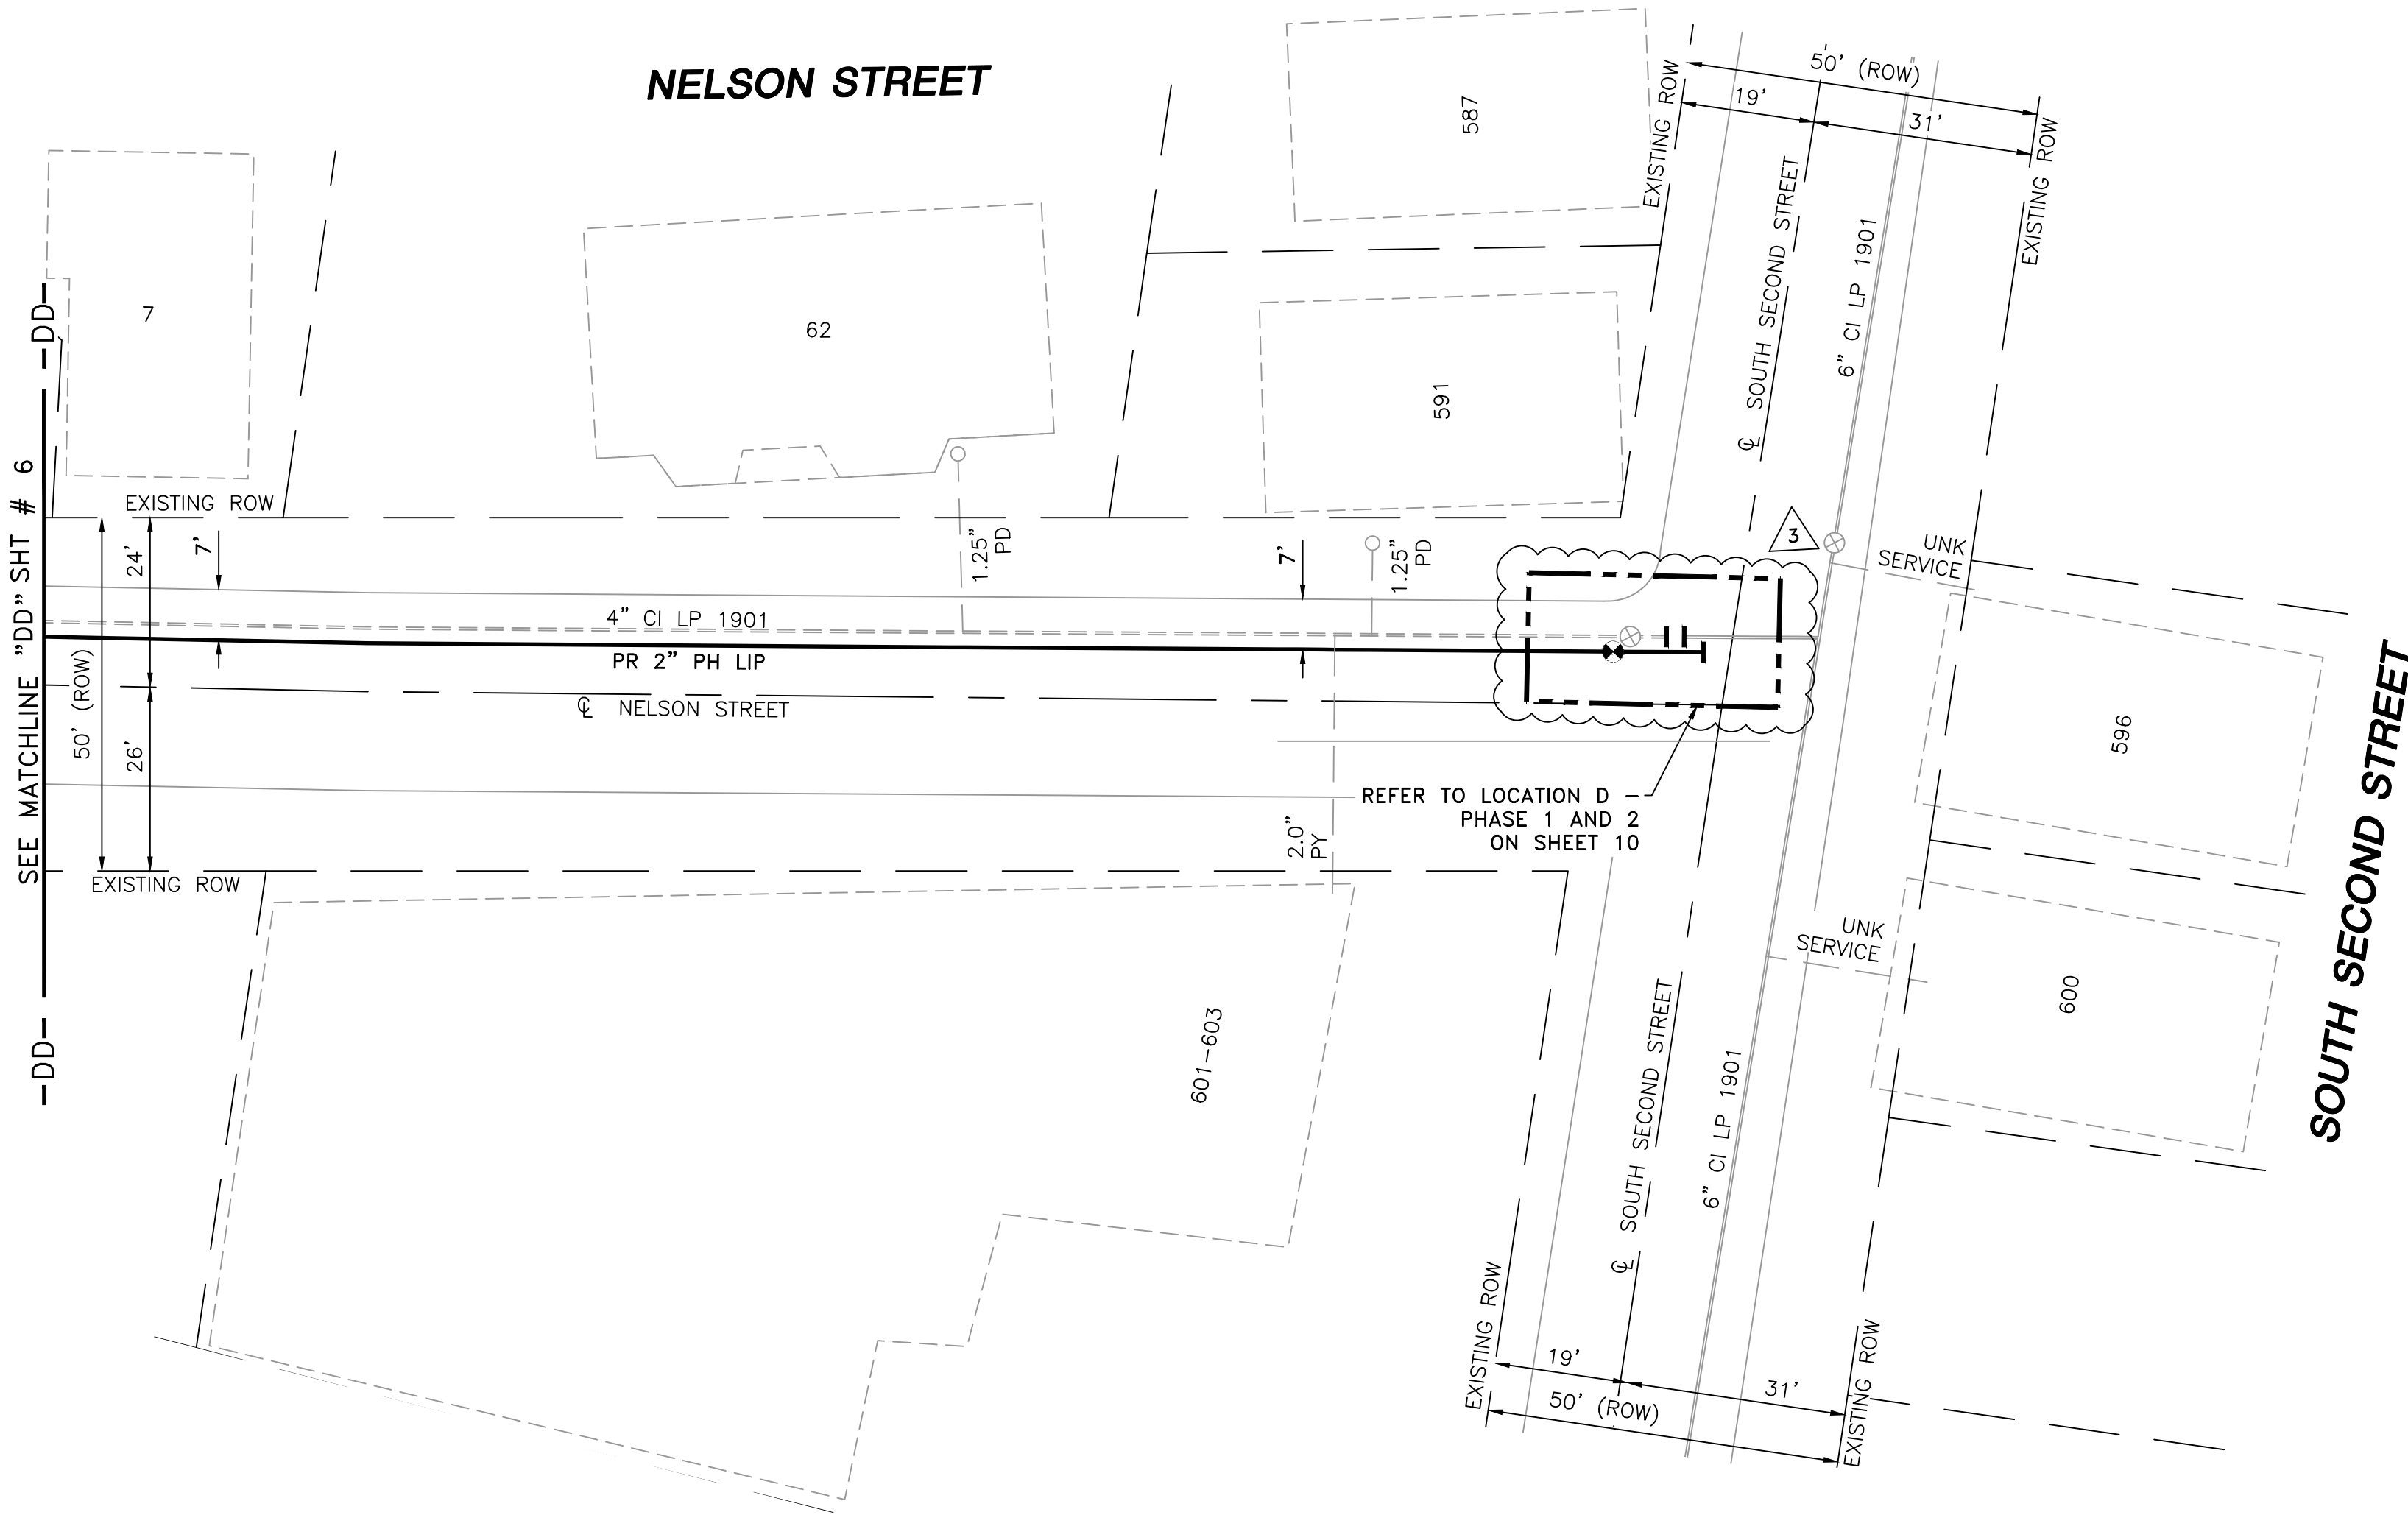 NELSON STREET
50' (ROW)
19'
31'
EXISTING ROW
EXISTING ROW
587
SOUTH SECOND STREET
℄
6" CI LP 1901
7
62
591
DD
SEE MATCHLINE "DD" SHT # 6
DD
EXISTING ROW
50' (ROW)
24'
26'
7'
1.25"
PD
7'
1.25"
PD
3
UNK
SERVICE
4" CI LP 1901
PR 2" PH LIP
℄ NELSON STREET
596
REFER TO LOCATION D
PHASE 1 AND 2
ON SHEET 10
2.0"
PY
EXISTING ROW
UNK
SERVICE
600
SOUTH SECOND STREET
601-603
℄ SOUTH SECOND STREET
6" CI LP 1901
EXISTING ROW
EXISTING ROW
19'
31'
50' (ROW)